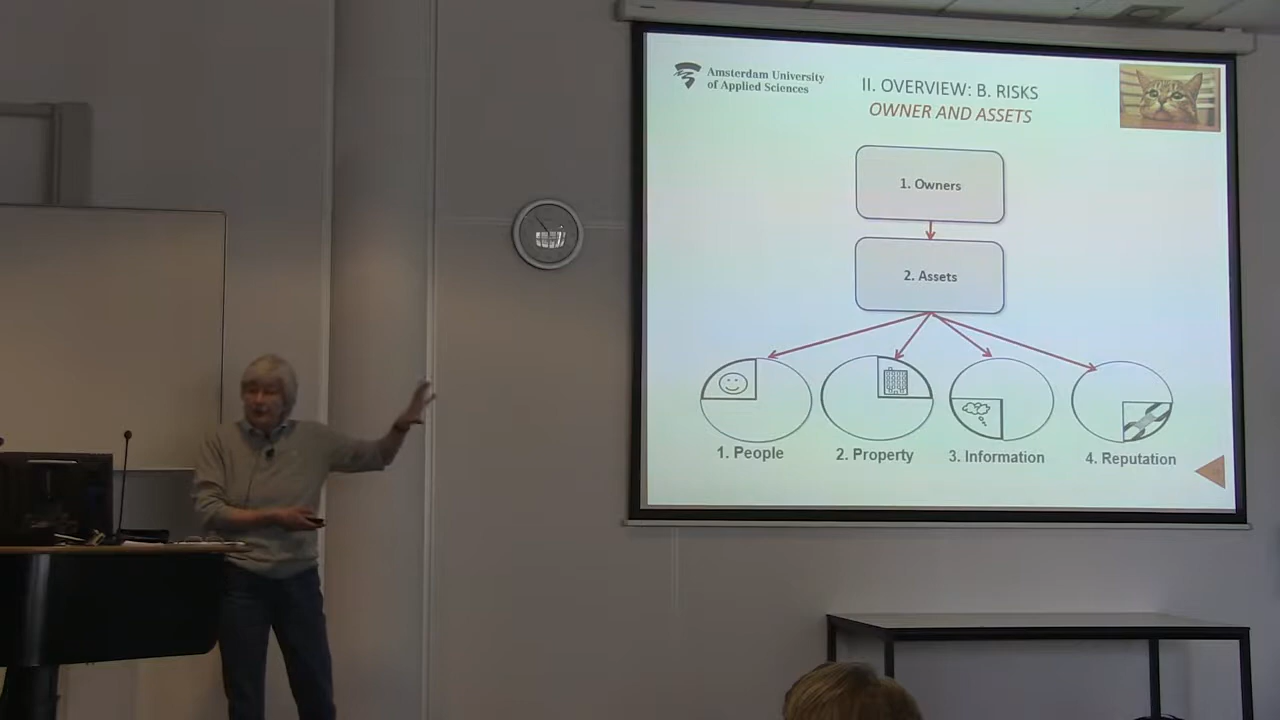 Amsterdam University
of Applied Sciences
II. OVERVIEW: B. RISKS
OWNER AND ASSETS
1. Owners
2. Assets
1. People
2. Property
3. Information
4. Reputation